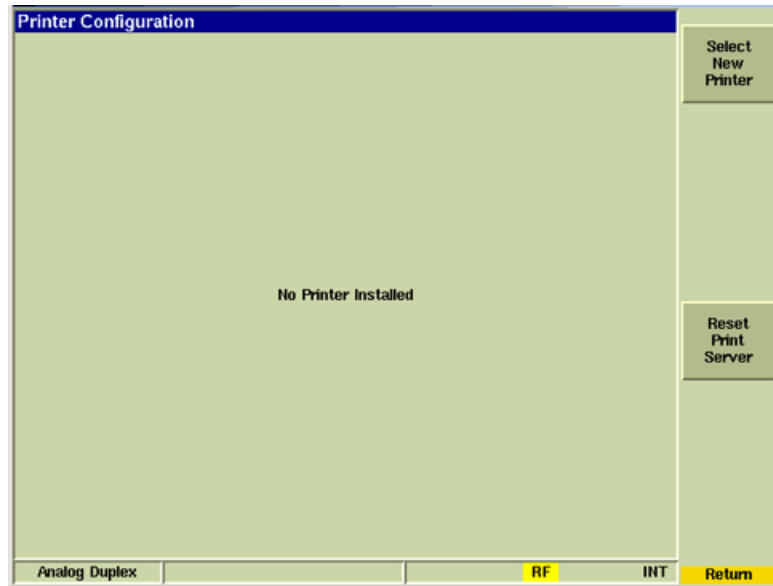 Printer Configuration
Select
New
Printer
No Printer Installed
Reset
Print
Server
Analog Duplex
RF
INT
Return